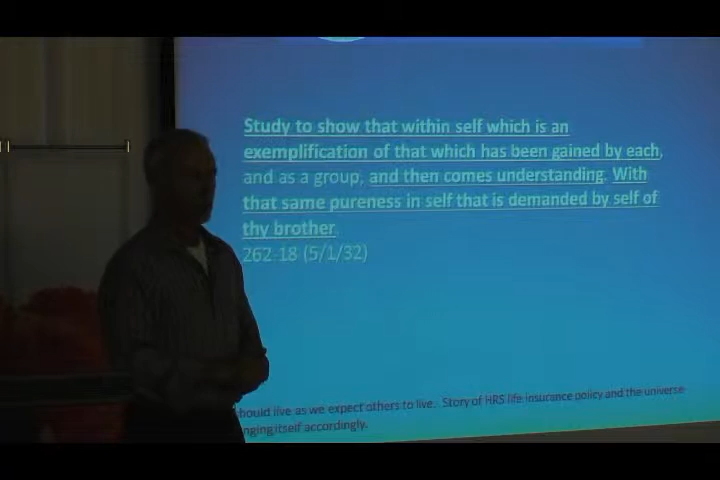 Study to show that within self which is an
exemplification of that which has been gained by each,
and as a group, and then comes understanding. With
that same pureness in self that is demanded by self of
thy brother.
262-18 (5/1/32)
hould live as we expect others to live. Story of HRS life insurance policy and the universe
nging itself accordingly.